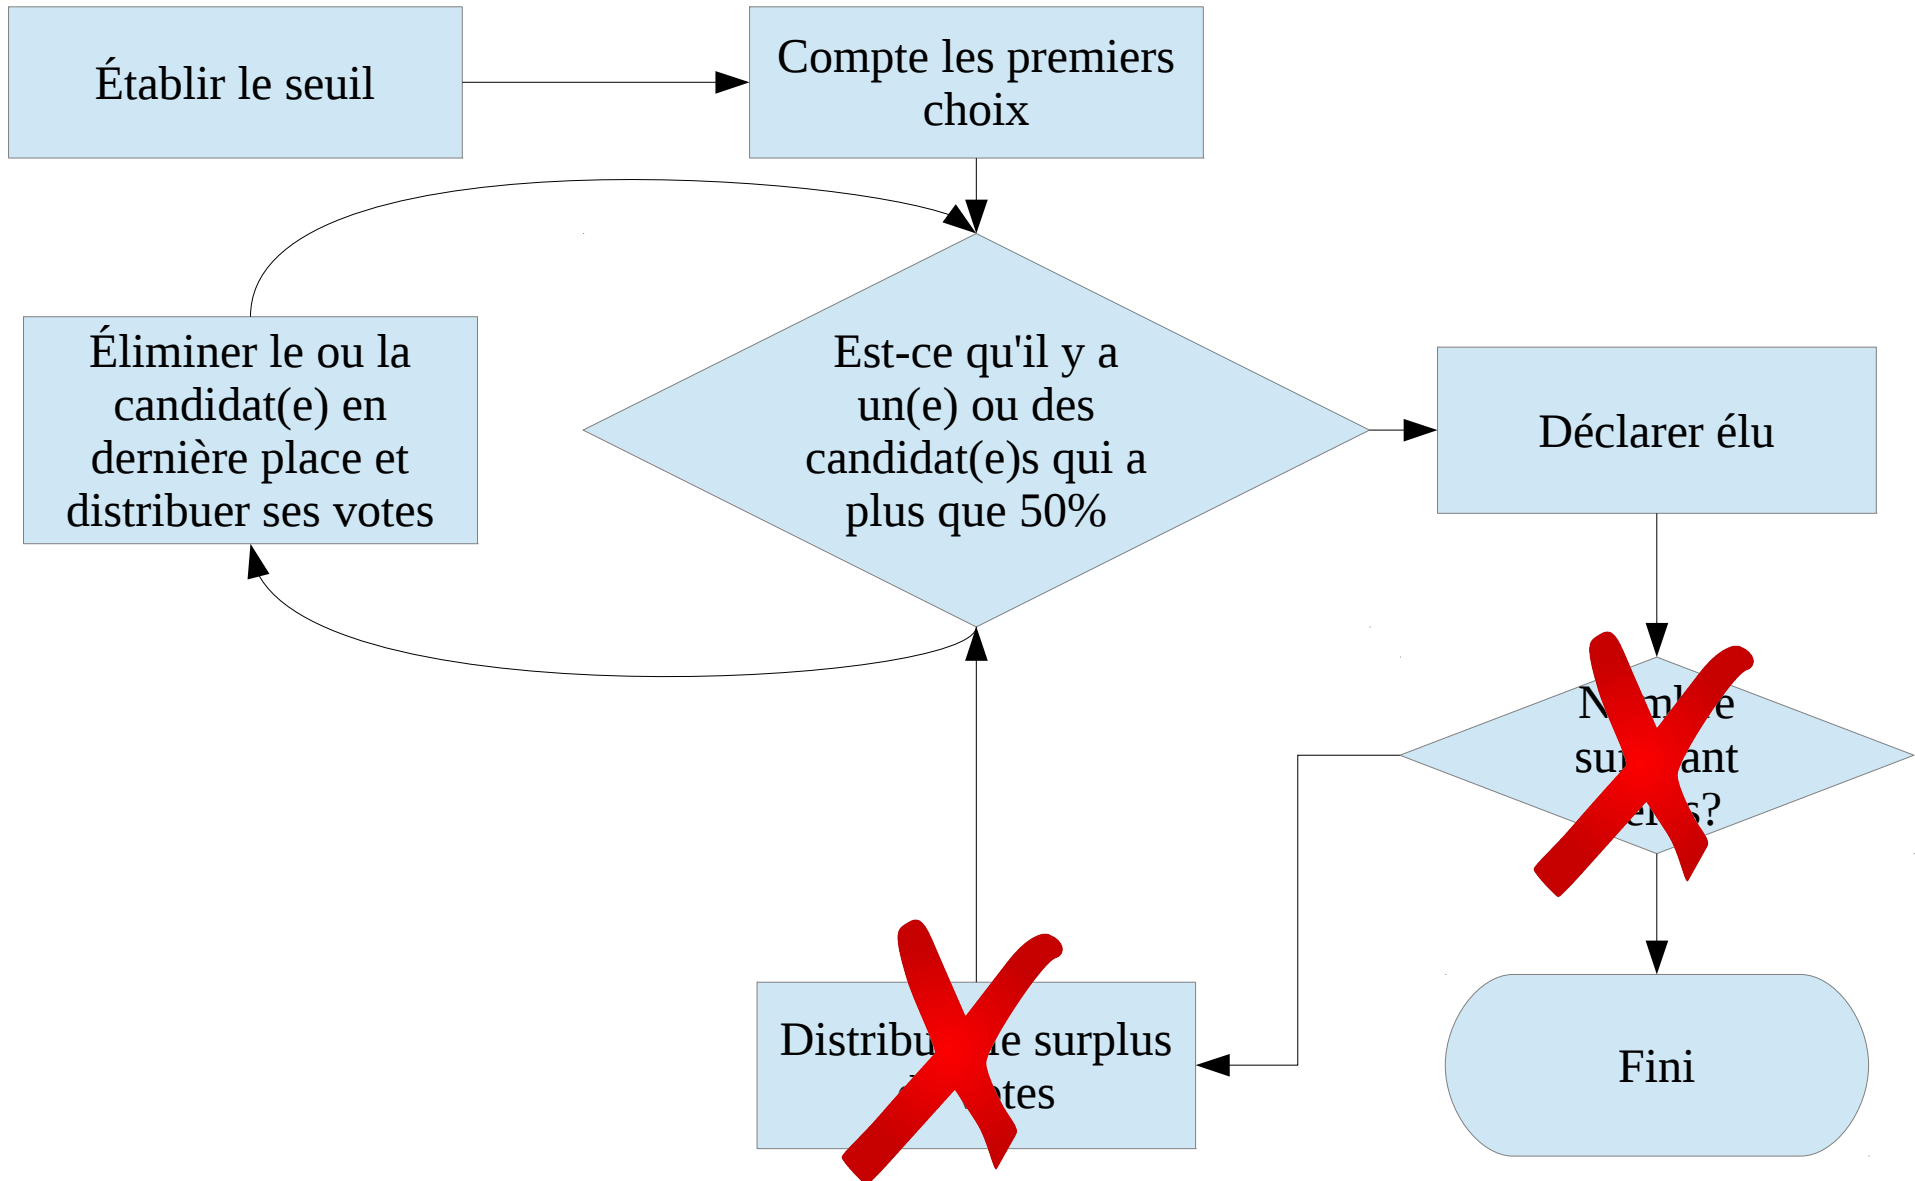 Établir le seuil
Compte les premiers
choix
Éliminer le ou la
candidat(e) en
dernière place et
distribuer ses votes
Est-ce qu'il y a
un(e) ou des
candidat(e)s qui a
plus que 50%
Déclarer élu
surplus
Fini